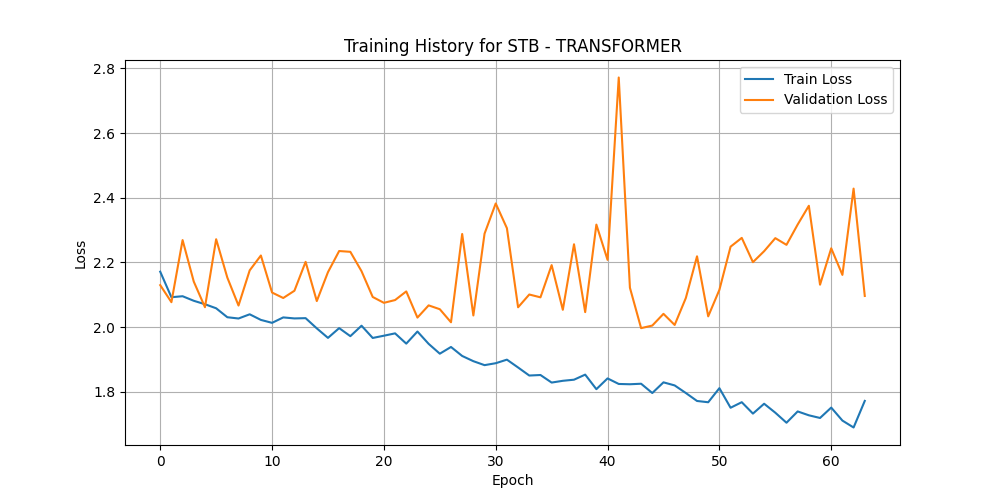 Training History for STB - TRANSFORMER
2.8
2.6
2.4
2.2
2.0
1.8
Loss
Train Loss
Validation Loss
0 10 20 30 40 50 60
Epoch